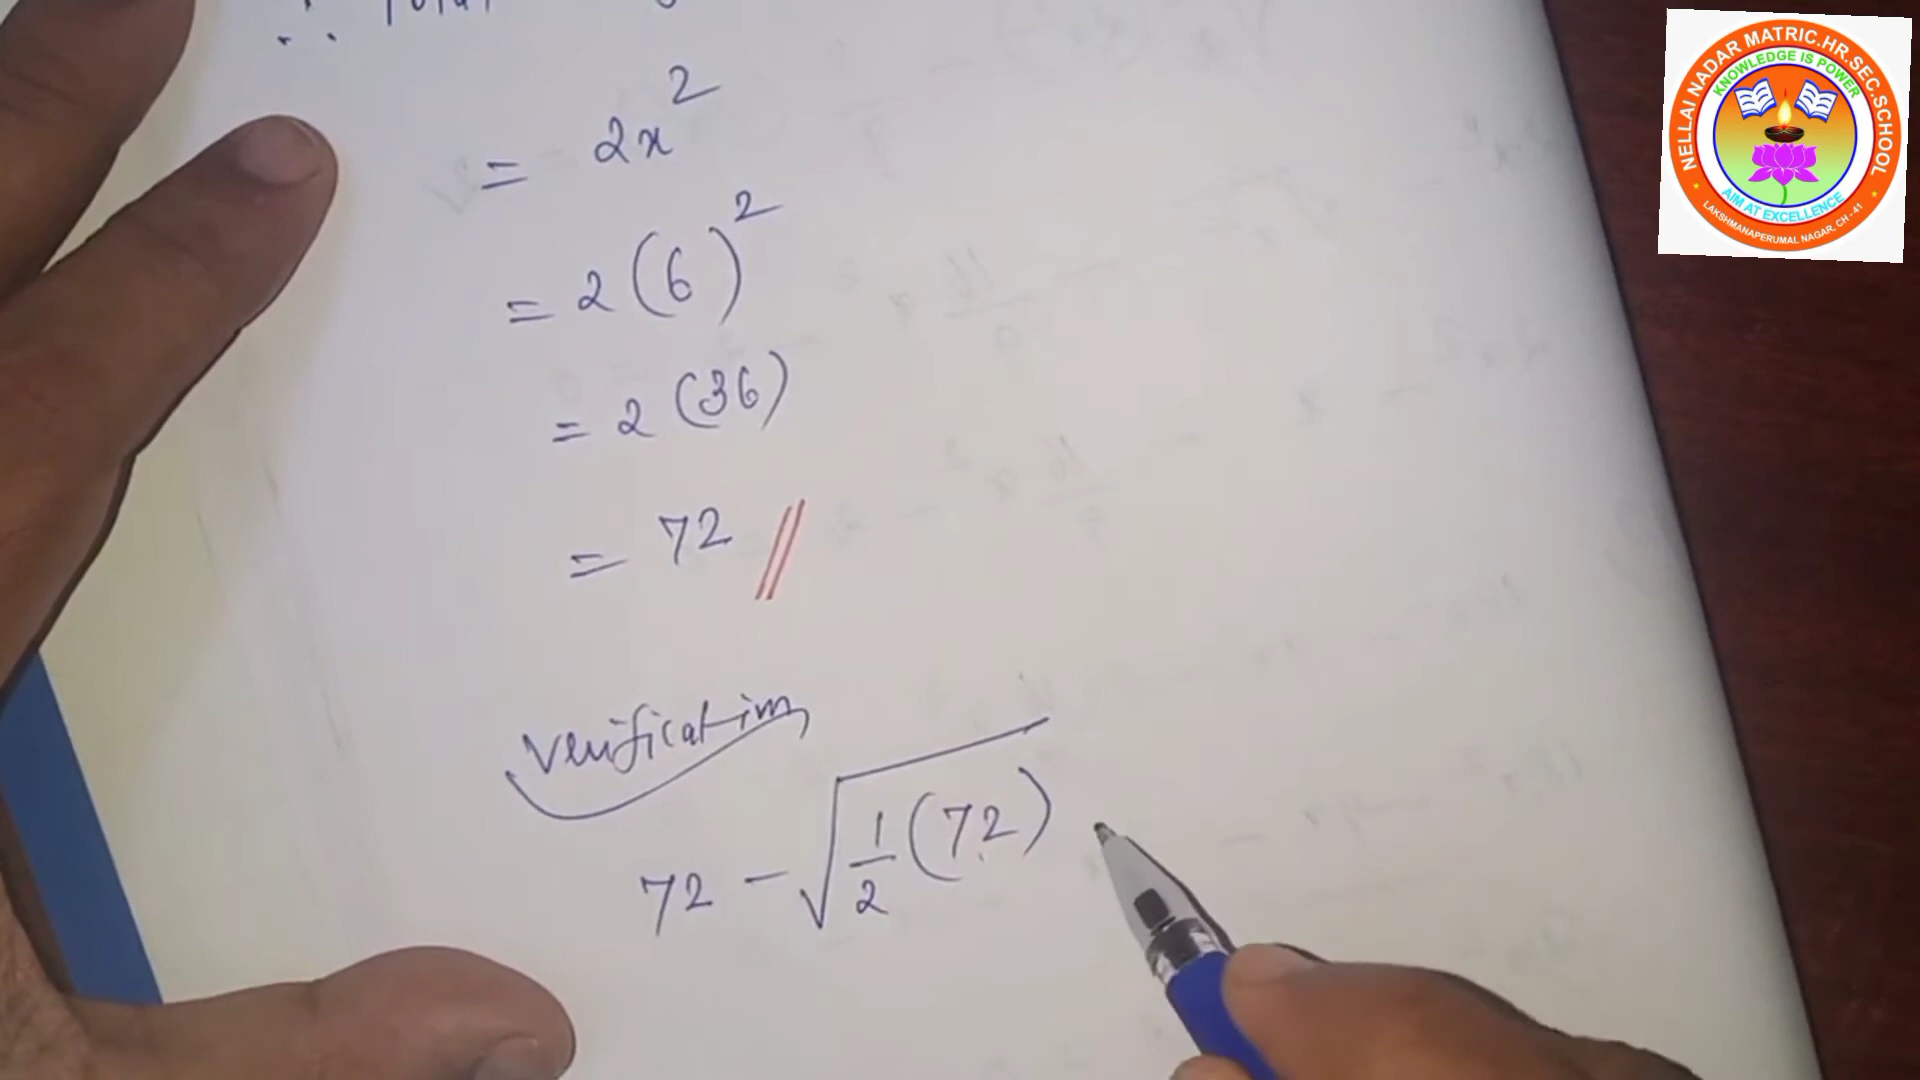 ∴ Total
= 2x²
= 2(6)²
= 2(36)
= 72 //
Verification
72 - √(1/2 (72))
NELLAI NADAR MATRIC.HR.SEC.SCHOOL
KNOWLEDGE IS POWER
AIM AT EXCELLENCE
LAKSHMANAPERUMAL NAGAR, CH - 41